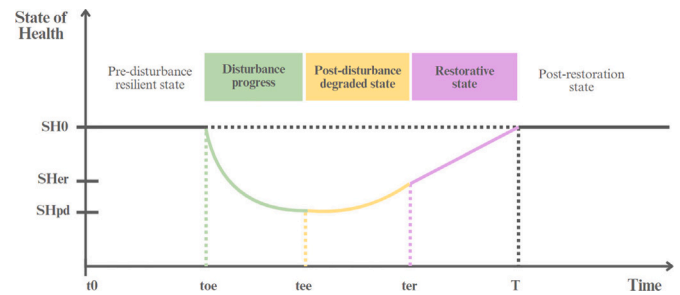 State of
Health
Pre-disturbance
resilient state
Disturbance
progress
Post-disturbance
degraded state
Restorative
state
Post-restoration
state
SH0
SHer
SHpd
t0
toe
tee
ter
T
Time